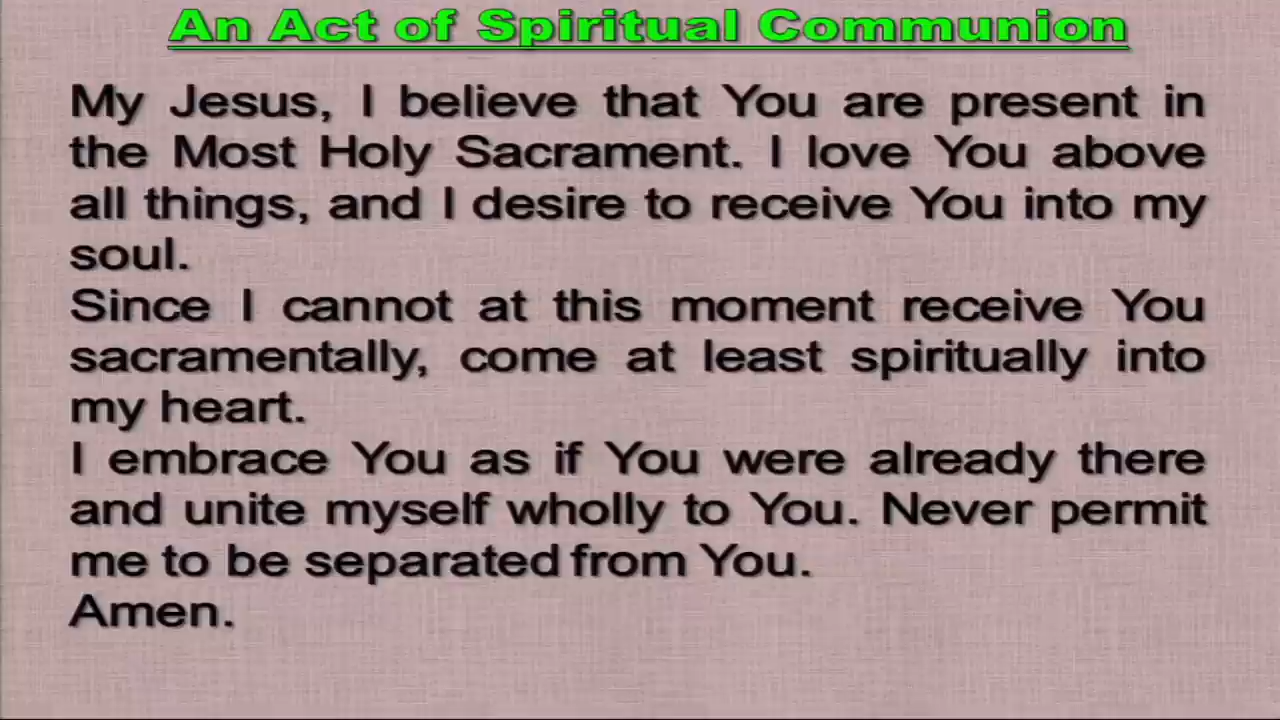 An Act of Spiritual Communion
My Jesus, I believe that You are present in
the Most Holy Sacrament. I love You above
all things, and I desire to receive You into my
soul.
Since I cannot at this moment receive You
sacramentally, come at least spiritually into
my heart.
I embrace You as if You were already there
and unite myself wholly to You. Never permit
me to be separated from You.
Amen.